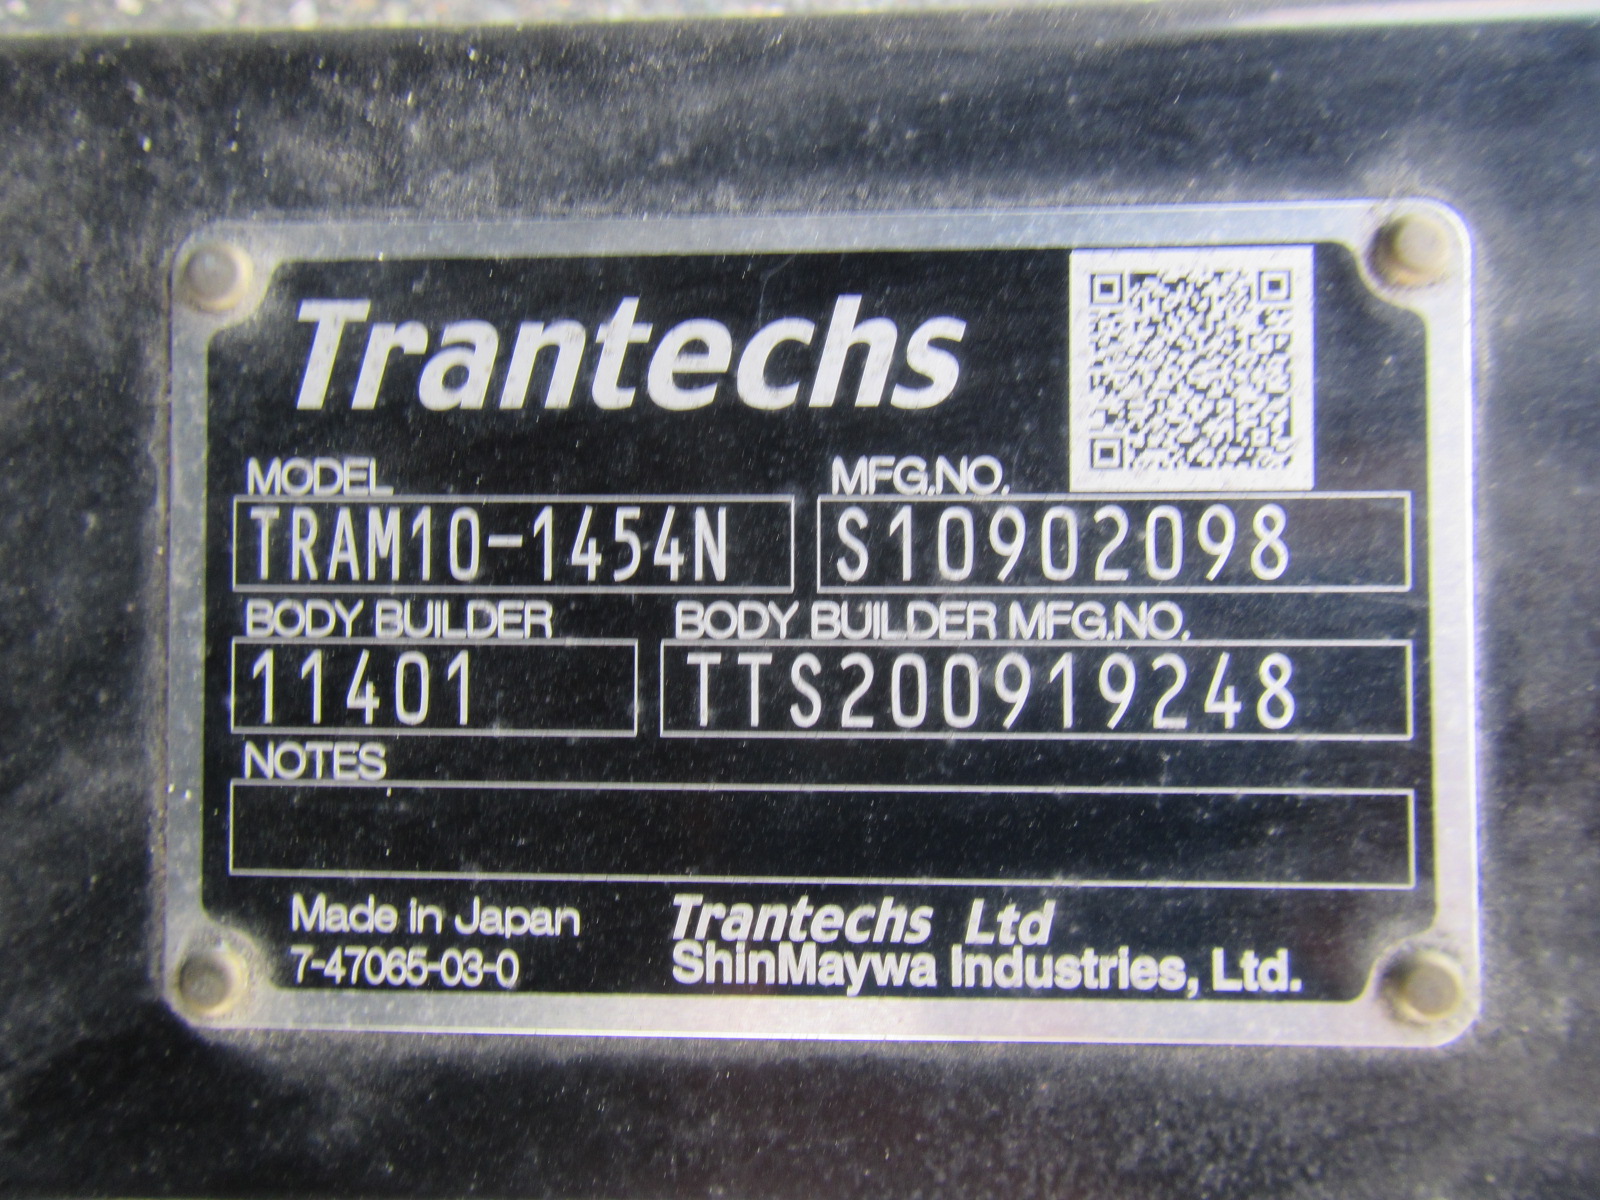 Trantechs
MODEL MFG.NO.
TRAM10-1454N S10902098
BODY BUILDER BODY BUILDER MFG.NO.
11401 TTS200919248
NOTES
Made in Japan Trantechs Ltd
7-47065-03-0 ShinMaywa Industries, Ltd.